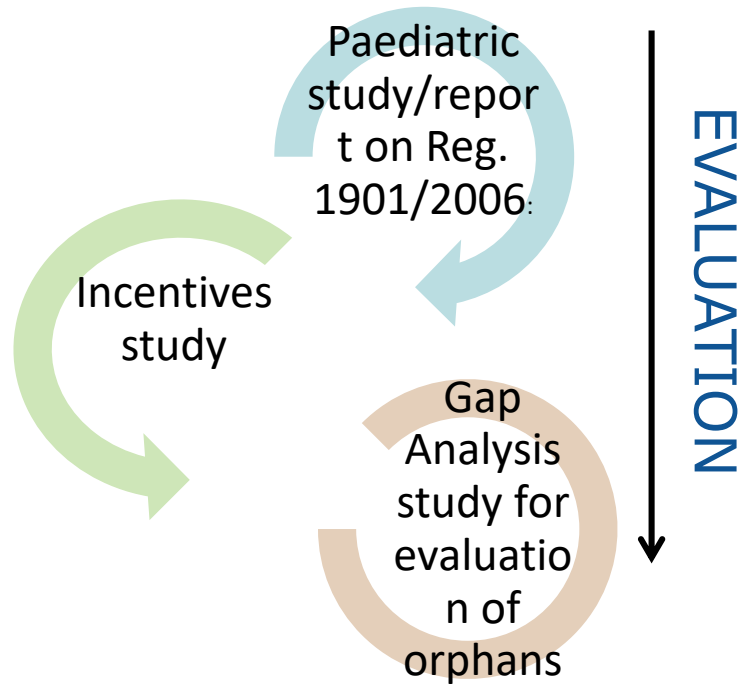 Paediatric
study/repor
t on Reg.
1901/2006:
Incentives
study
Gap
Analysis
study for
evaluatio
n of
orphans
EVALUATION